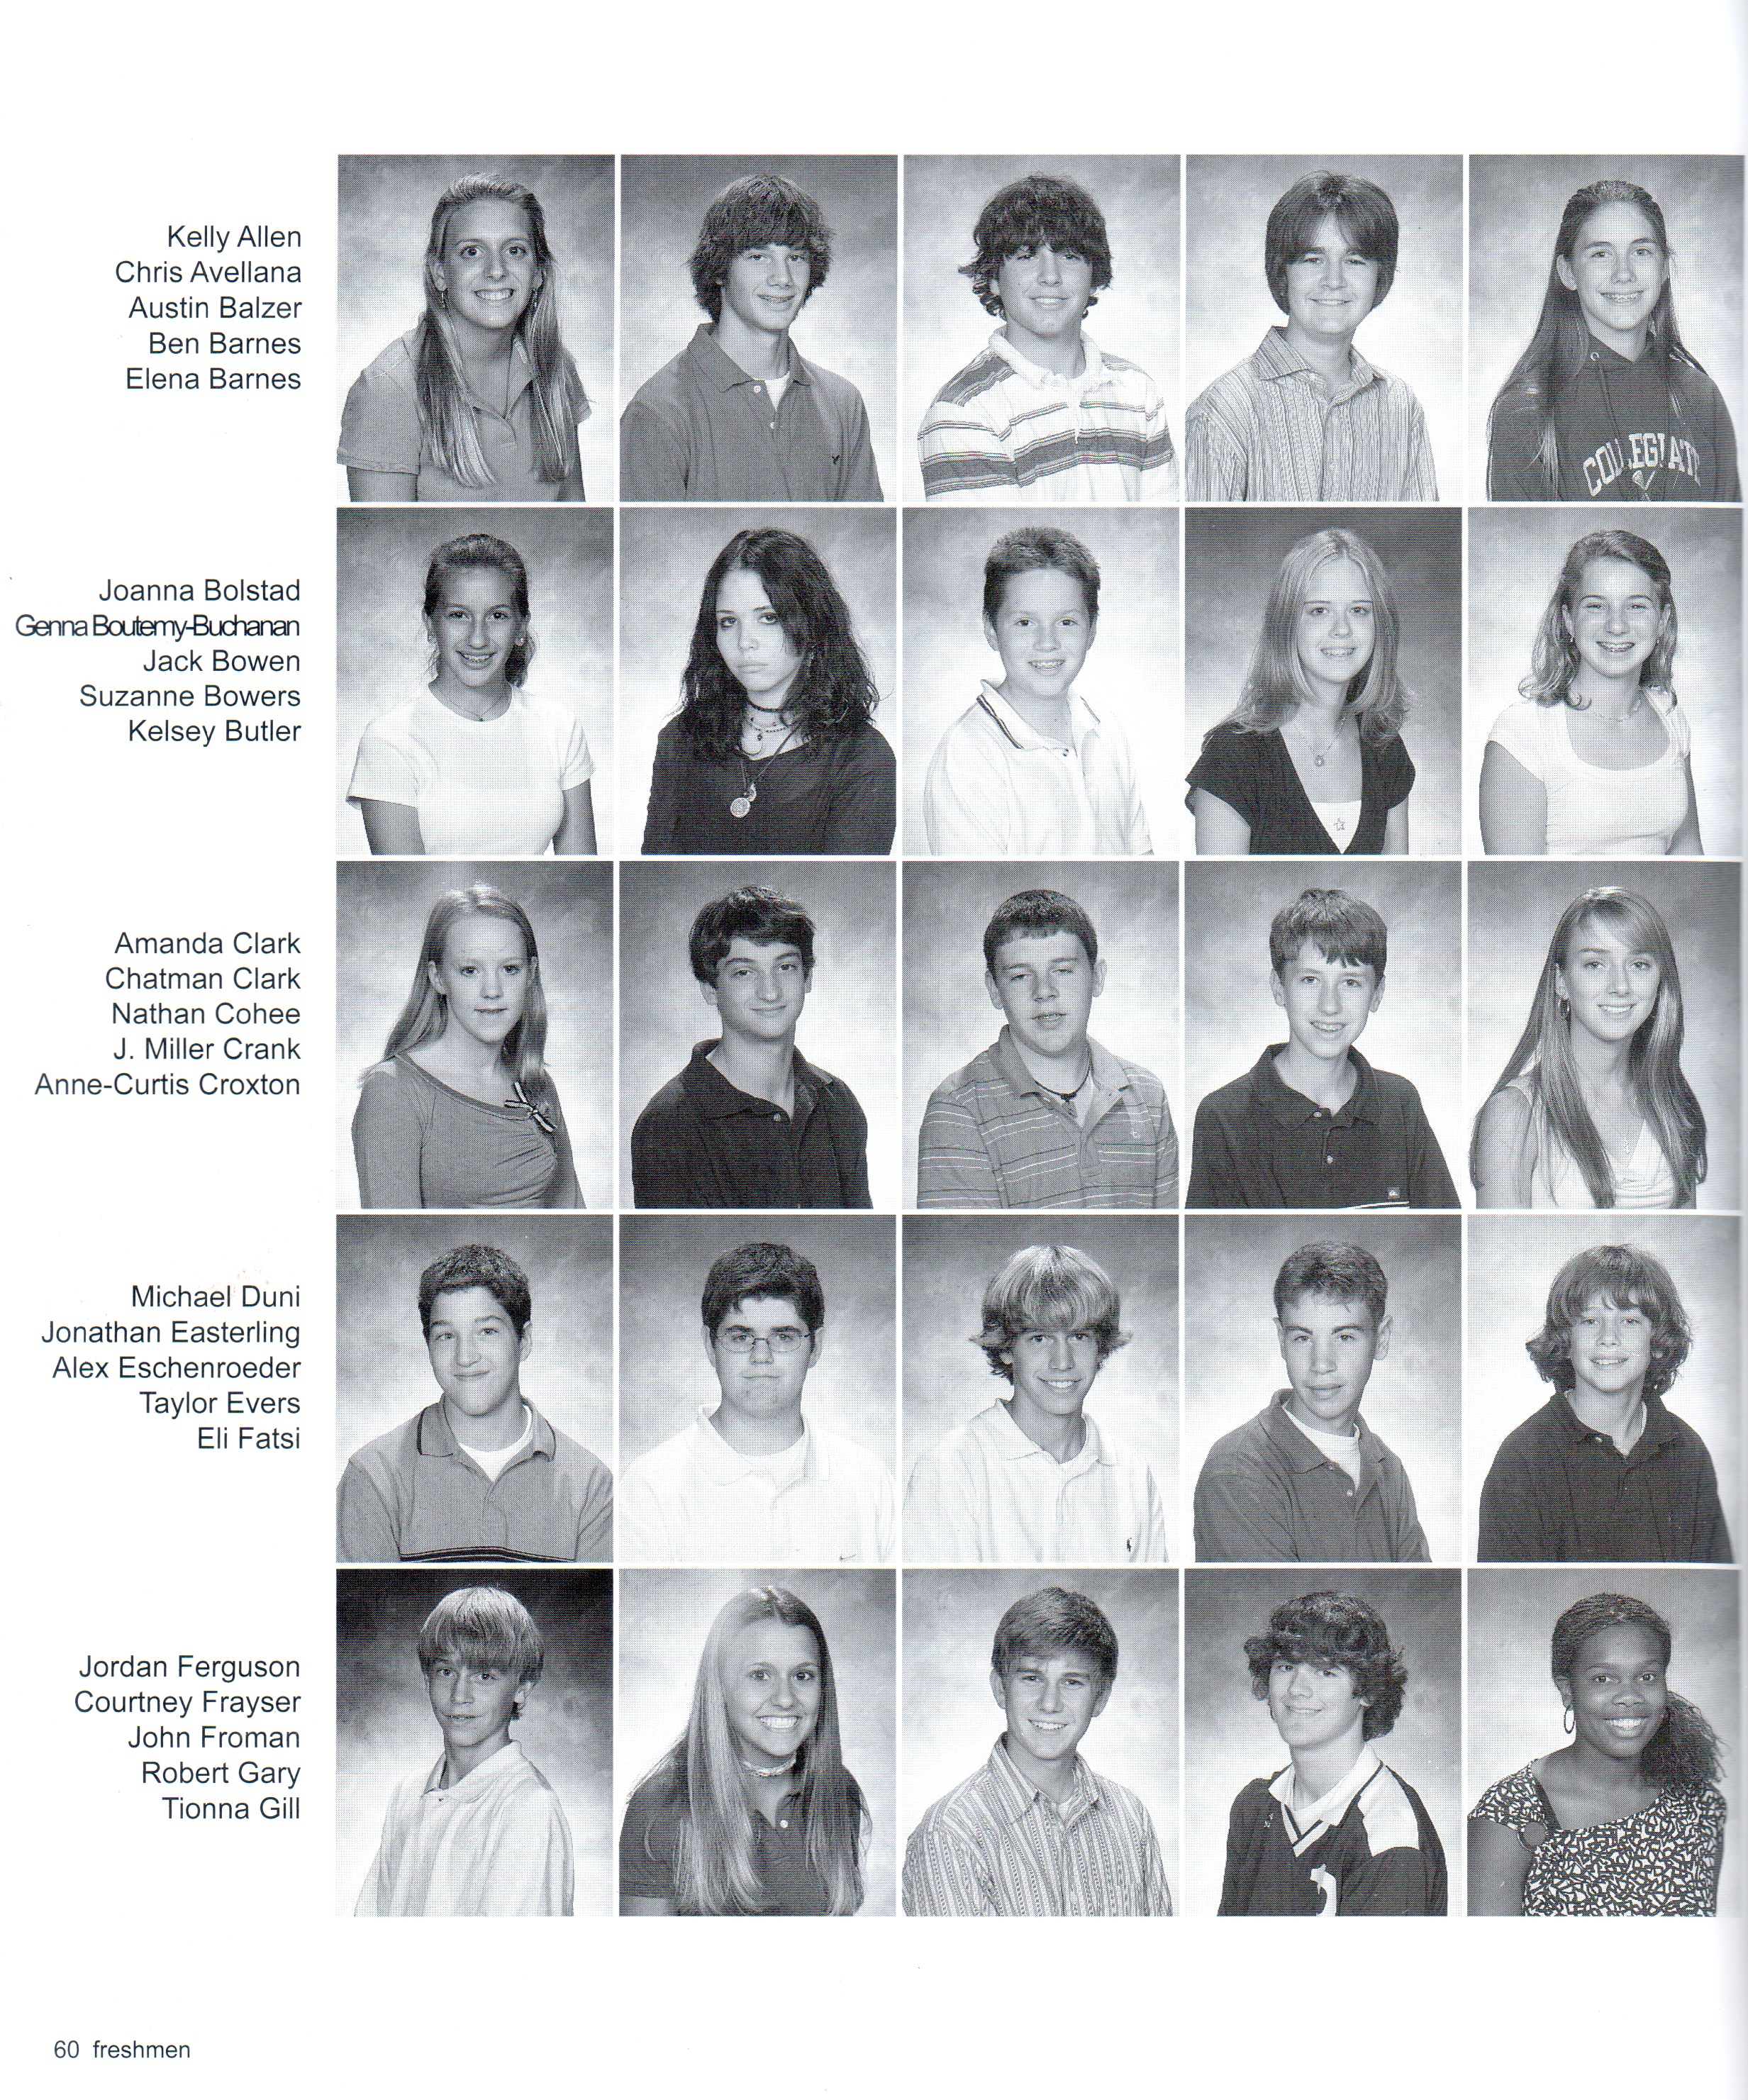 Kelly Allen
Chris Avellana
Austin Balzer
Ben Barnes
Elena Barnes
COLLEGIATE
Joanna Bolstad
Genna Boutemy-Buchanan
Jack Bowen
Suzanne Bowers
Kelsey Butler
Amanda Clark
Chatman Clark
Nathan Cohee
J. Miller Crank
Anne-Curtis Croxton
Michael Duni
Jonathan Easterling
Alex Eschenroeder
Taylor Evers
Eli Fatsi
Jordan Ferguson
Courtney Frayser
John Froman
Robert Gary
Tionna Gill
60 freshmen